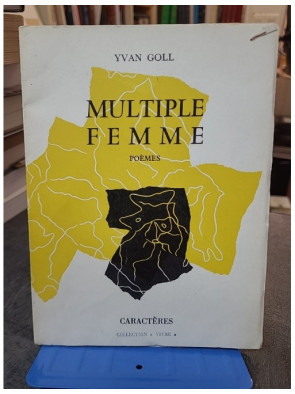 YVAN GOLL
MULTIPLE
FEMME
POÈMES
CARACTÈRES